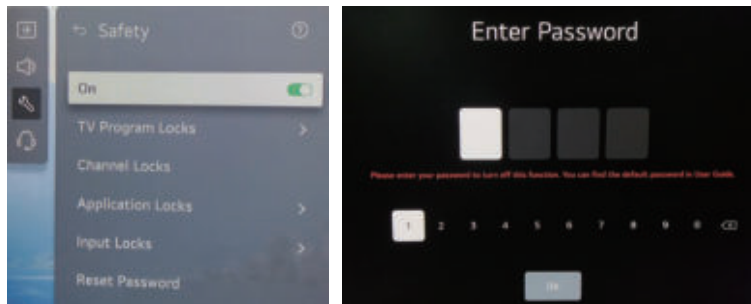 Safety
On
TV Program Locks
Channel Locks
Application Locks
Input Locks
Reset Password
Enter Password
Please enter your password to turn off this function. You can find the default password in User Guide.
1 2 3 4 5 6 7 8 9 0